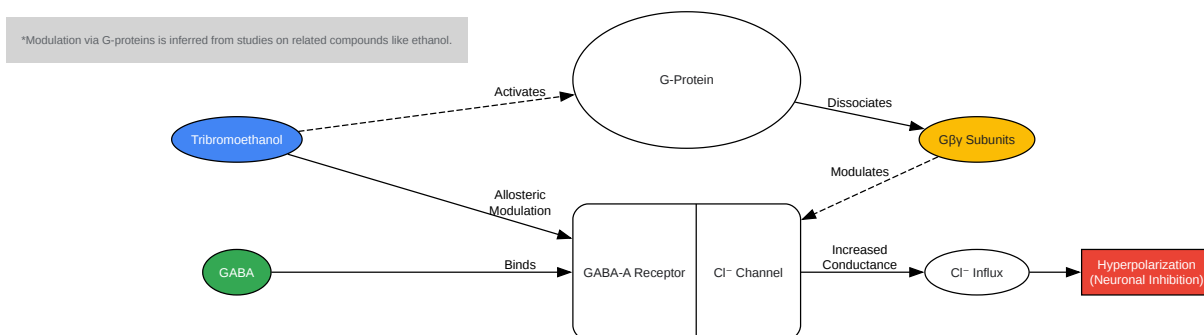 *Modulation via G-proteins is inferred from studies on related compounds like ethanol.
G-Protein
Activates
Dissociates
Tribromoethanol
Gβγ Subunits
Modulates
Allosteric
Modulation
GABA
Binds
GABA-A Receptor
Cl⁻ Channel
Increased
Conductance
Cl⁻ Influx
Hyperpolarization
(Neuronal Inhibition)